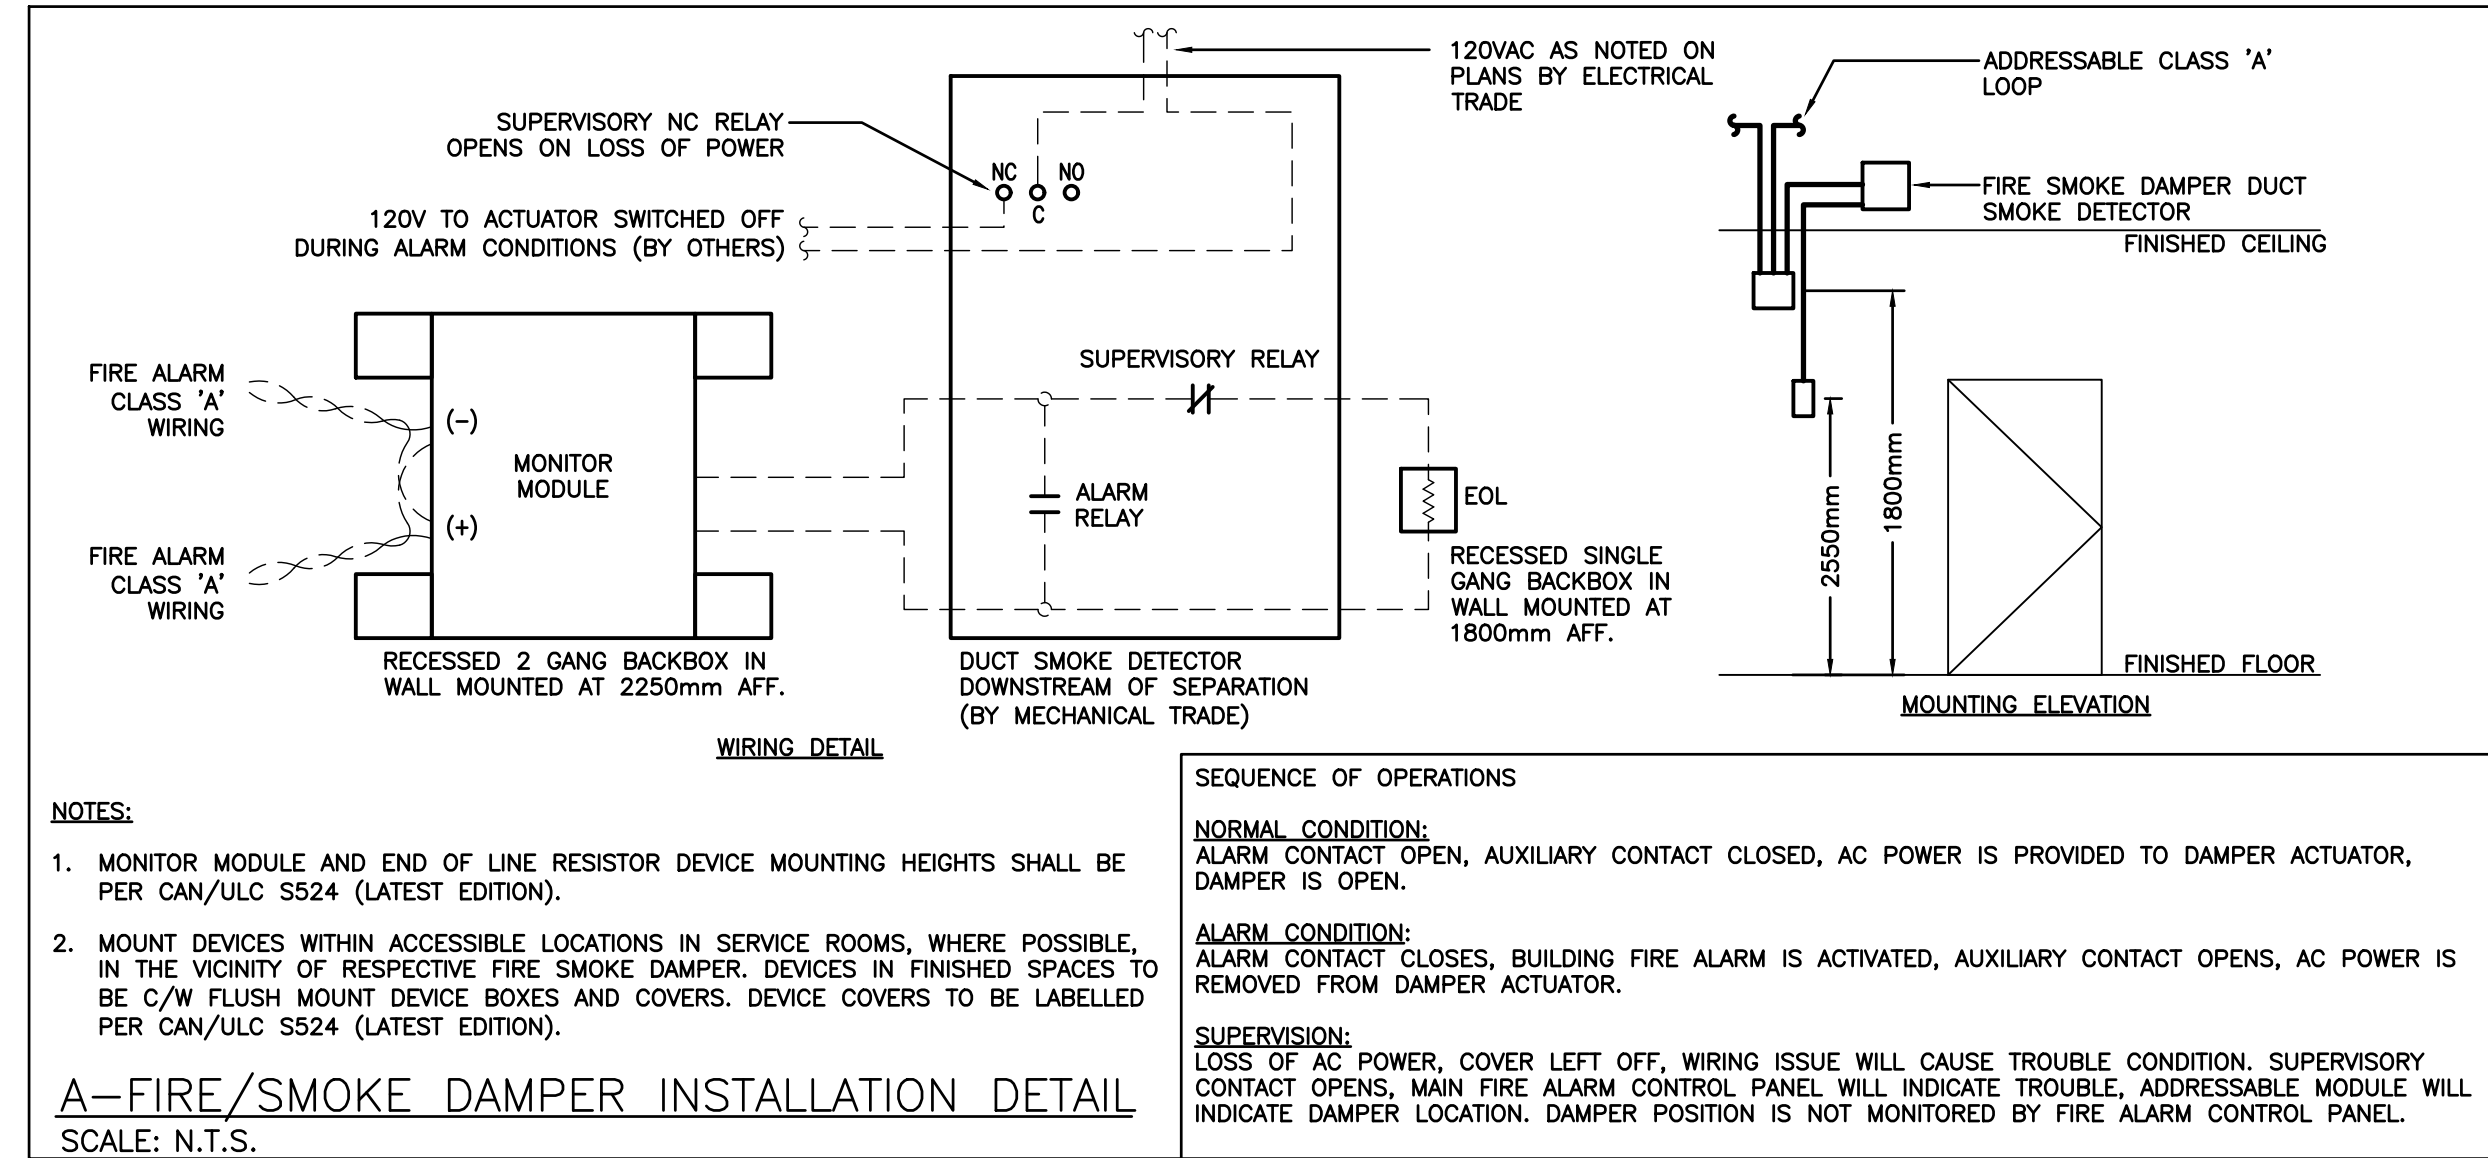 120VAC AS NOTED ON
PLANS BY ELECTRICAL
TRADE
SUPERVISORY NC RELAY
OPENS ON LOSS OF POWER
NC
NO
C
120V TO ACTUATOR SWITCHED OFF
DURING ALARM CONDITIONS (BY OTHERS)
FIRE ALARM
CLASS 'A'
WIRING
(-)
MONITOR
MODULE
(+)
FIRE ALARM
CLASS 'A'
WIRING
RECESSED 2 GANG BACKBOX IN
WALL MOUNTED AT 2250mm AFF.
SUPERVISORY RELAY
ALARM
RELAY
EOL
RECESSED SINGLE
GANG BACKBOX IN
WALL MOUNTED AT
1800mm AFF.
DUCT SMOKE DETECTOR
DOWNSTREAM OF SEPARATION
(BY MECHANICAL TRADE)
WIRING DETAIL
ADDRESSABLE CLASS 'A'
LOOP
FIRE SMOKE DAMPER DUCT
SMOKE DETECTOR
FINISHED CEILING
2550mm
1800mm
FINISHED FLOOR
MOUNTING ELEVATION
NOTES:
1. MONITOR MODULE AND END OF LINE RESISTOR DEVICE MOUNTING HEIGHTS SHALL BE
PER CAN/ULC S524 (LATEST EDITION).
2. MOUNT DEVICES WITHIN ACCESSIBLE LOCATIONS IN SERVICE ROOMS, WHERE POSSIBLE,
IN THE VICINITY OF RESPECTIVE FIRE SMOKE DAMPER. DEVICES IN FINISHED SPACES TO
BE C/W FLUSH MOUNT DEVICE BOXES AND COVERS. DEVICE COVERS TO BE LABELLED
PER CAN/ULC S524 (LATEST EDITION).
A-FIRE/SMOKE DAMPER INSTALLATION DETAIL
SCALE: N.T.S.
SEQUENCE OF OPERATIONS
NORMAL CONDITION:
ALARM CONTACT OPEN, AUXILIARY CONTACT CLOSED, AC POWER IS PROVIDED TO DAMPER ACTUATOR,
DAMPER IS OPEN.
ALARM CONDITION:
ALARM CONTACT CLOSES, BUILDING FIRE ALARM IS ACTIVATED, AUXILIARY CONTACT OPENS, AC POWER IS
REMOVED FROM DAMPER ACTUATOR.
SUPERVISION:
LOSS OF AC POWER, COVER LEFT OFF, WIRING ISSUE WILL CAUSE TROUBLE CONDITION. SUPERVISORY
CONTACT OPENS, MAIN FIRE ALARM CONTROL PANEL WILL INDICATE TROUBLE, ADDRESSABLE MODULE WILL
INDICATE DAMPER LOCATION. DAMPER POSITION IS NOT MONITORED BY FIRE ALARM CONTROL PANEL.